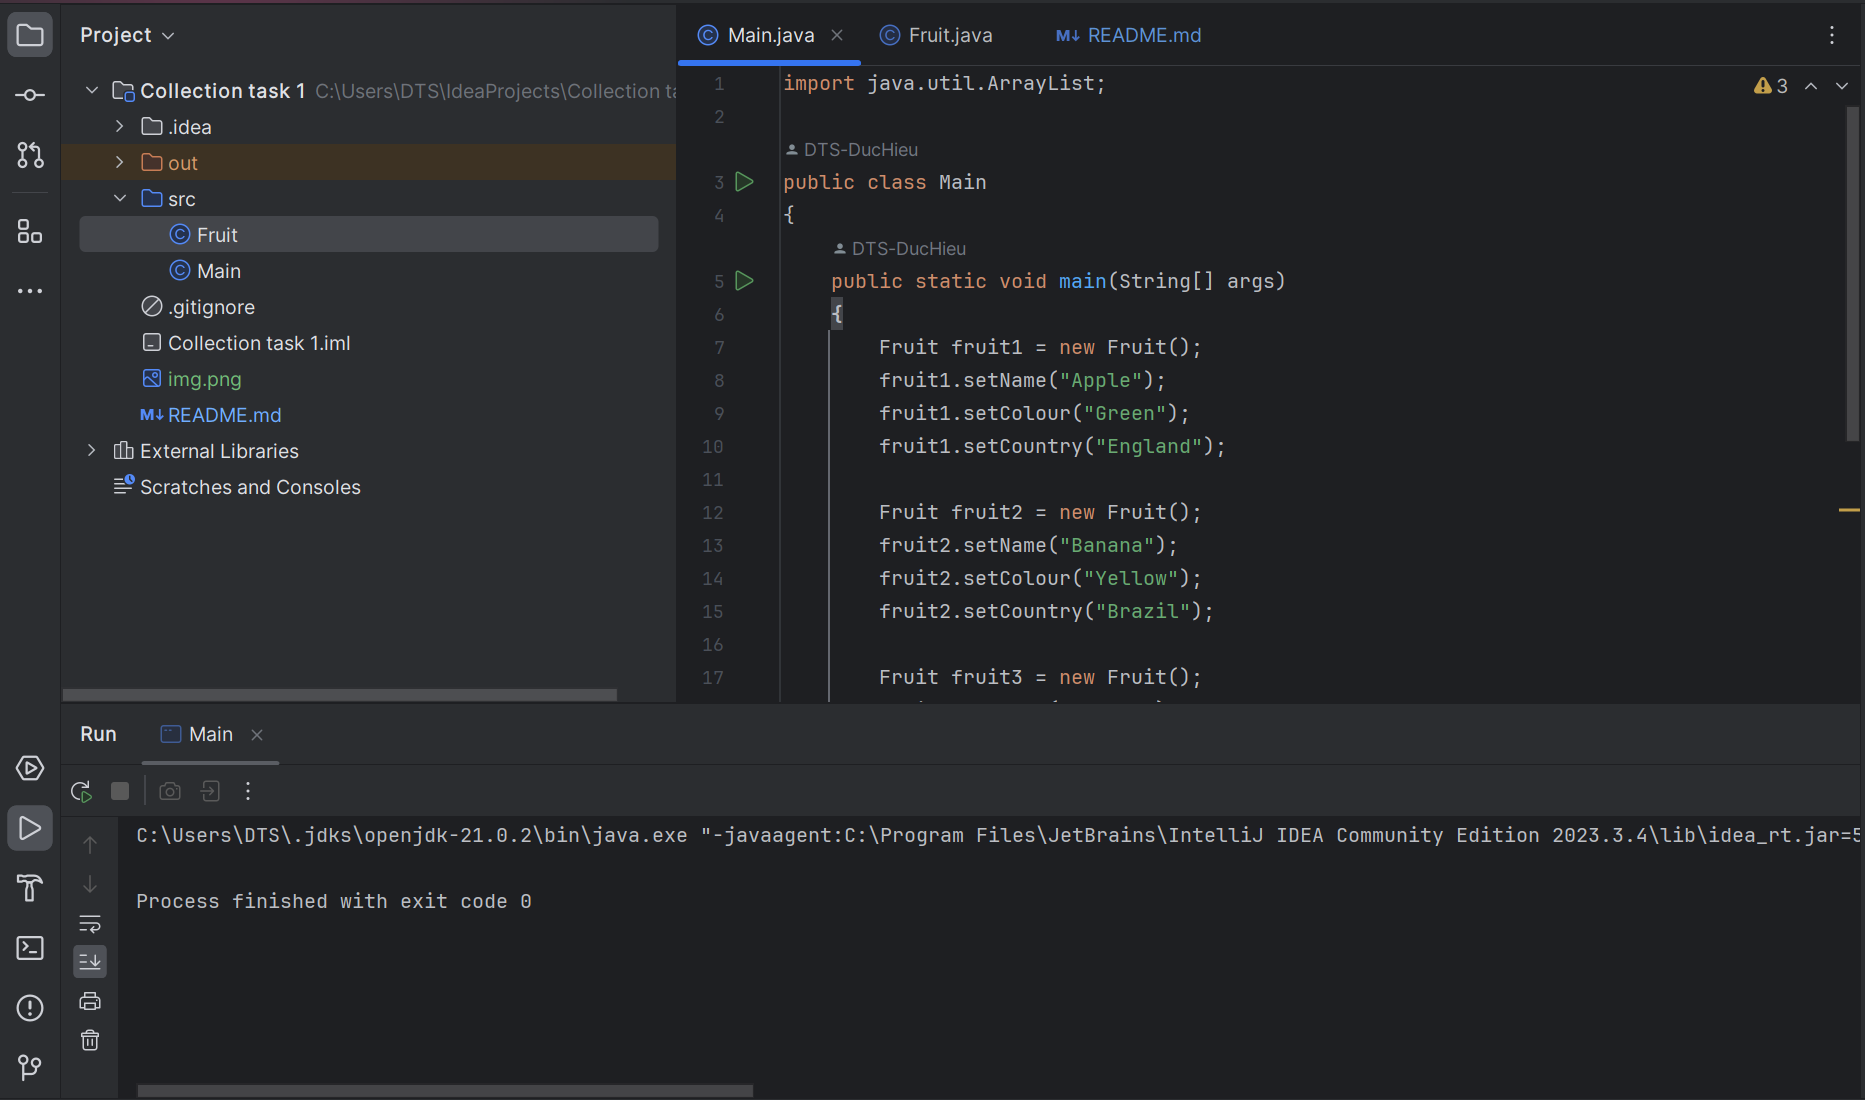 Project
Main.java
Fruit.java
M↓ README.md
Collection task 1 C:\Users\DTS\IdeaProjects\Collection
.idea
out
src
Fruit
Main
.gitignore
Collection task 1.iml
img.png
M↓ README.md
External Libraries
Scratches and Consoles
3
1 import java.util.ArrayList;
2
DTS-DucHieu
3 public class Main
4 {
DTS-DucHieu
5 public static void main(String[] args)
6 {
7 Fruit fruit1 = new Fruit();
8 fruit1.setName("Apple");
9 fruit1.setColour("Green");
10 fruit1.setCountry("England");
11
12 Fruit fruit2 = new Fruit();
13 fruit2.setName("Banana");
14 fruit2.setColour("Yellow");
15 fruit2.setCountry("Brazil");
16
17 Fruit fruit3 = new Fruit();
Run
Main
C:\Users\DTS\.jdks\openjdk-21.0.2\bin\java.exe "-javaagent:C:\Program Files\JetBrains\IntelliJ IDEA Community Edition 2023.3.4\lib\idea_rt.jar=5
Process finished with exit code 0